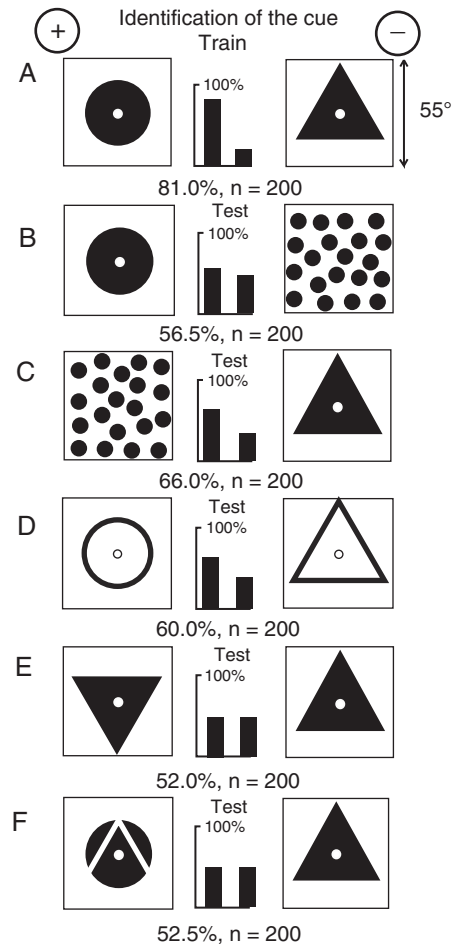 Identification of the cue
+
Train
−
A
100%
55°
81.0%, n = 200
Test
B
100%
56.5%, n = 200
Test
C
100%
66.0%, n = 200
Test
D
100%
60.0%, n = 200
Test
E
100%
52.0%, n = 200
Test
F
100%
52.5%, n = 200